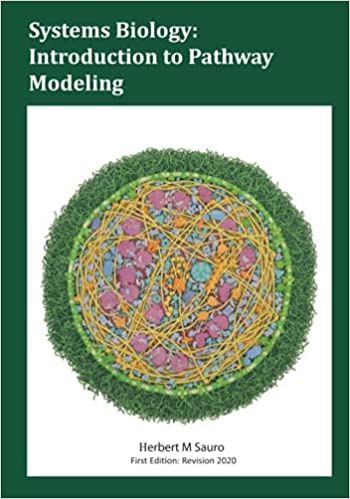 Systems Biology:
Introduction to Pathway
Modeling
Herbert M Sauro
First Edition: Revision 2020